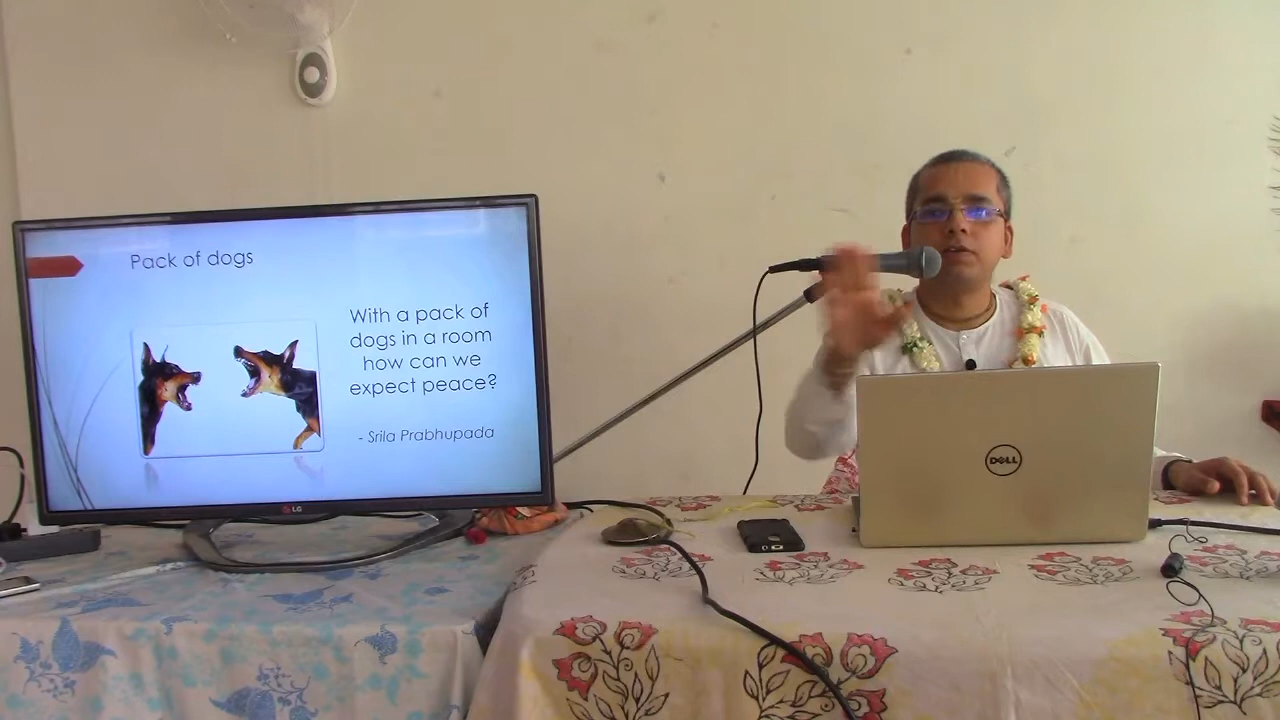 Pack of dogs
With a pack of
dogs in a room
how can we
expect peace?
- Srila Prabhupada
LG
DELL